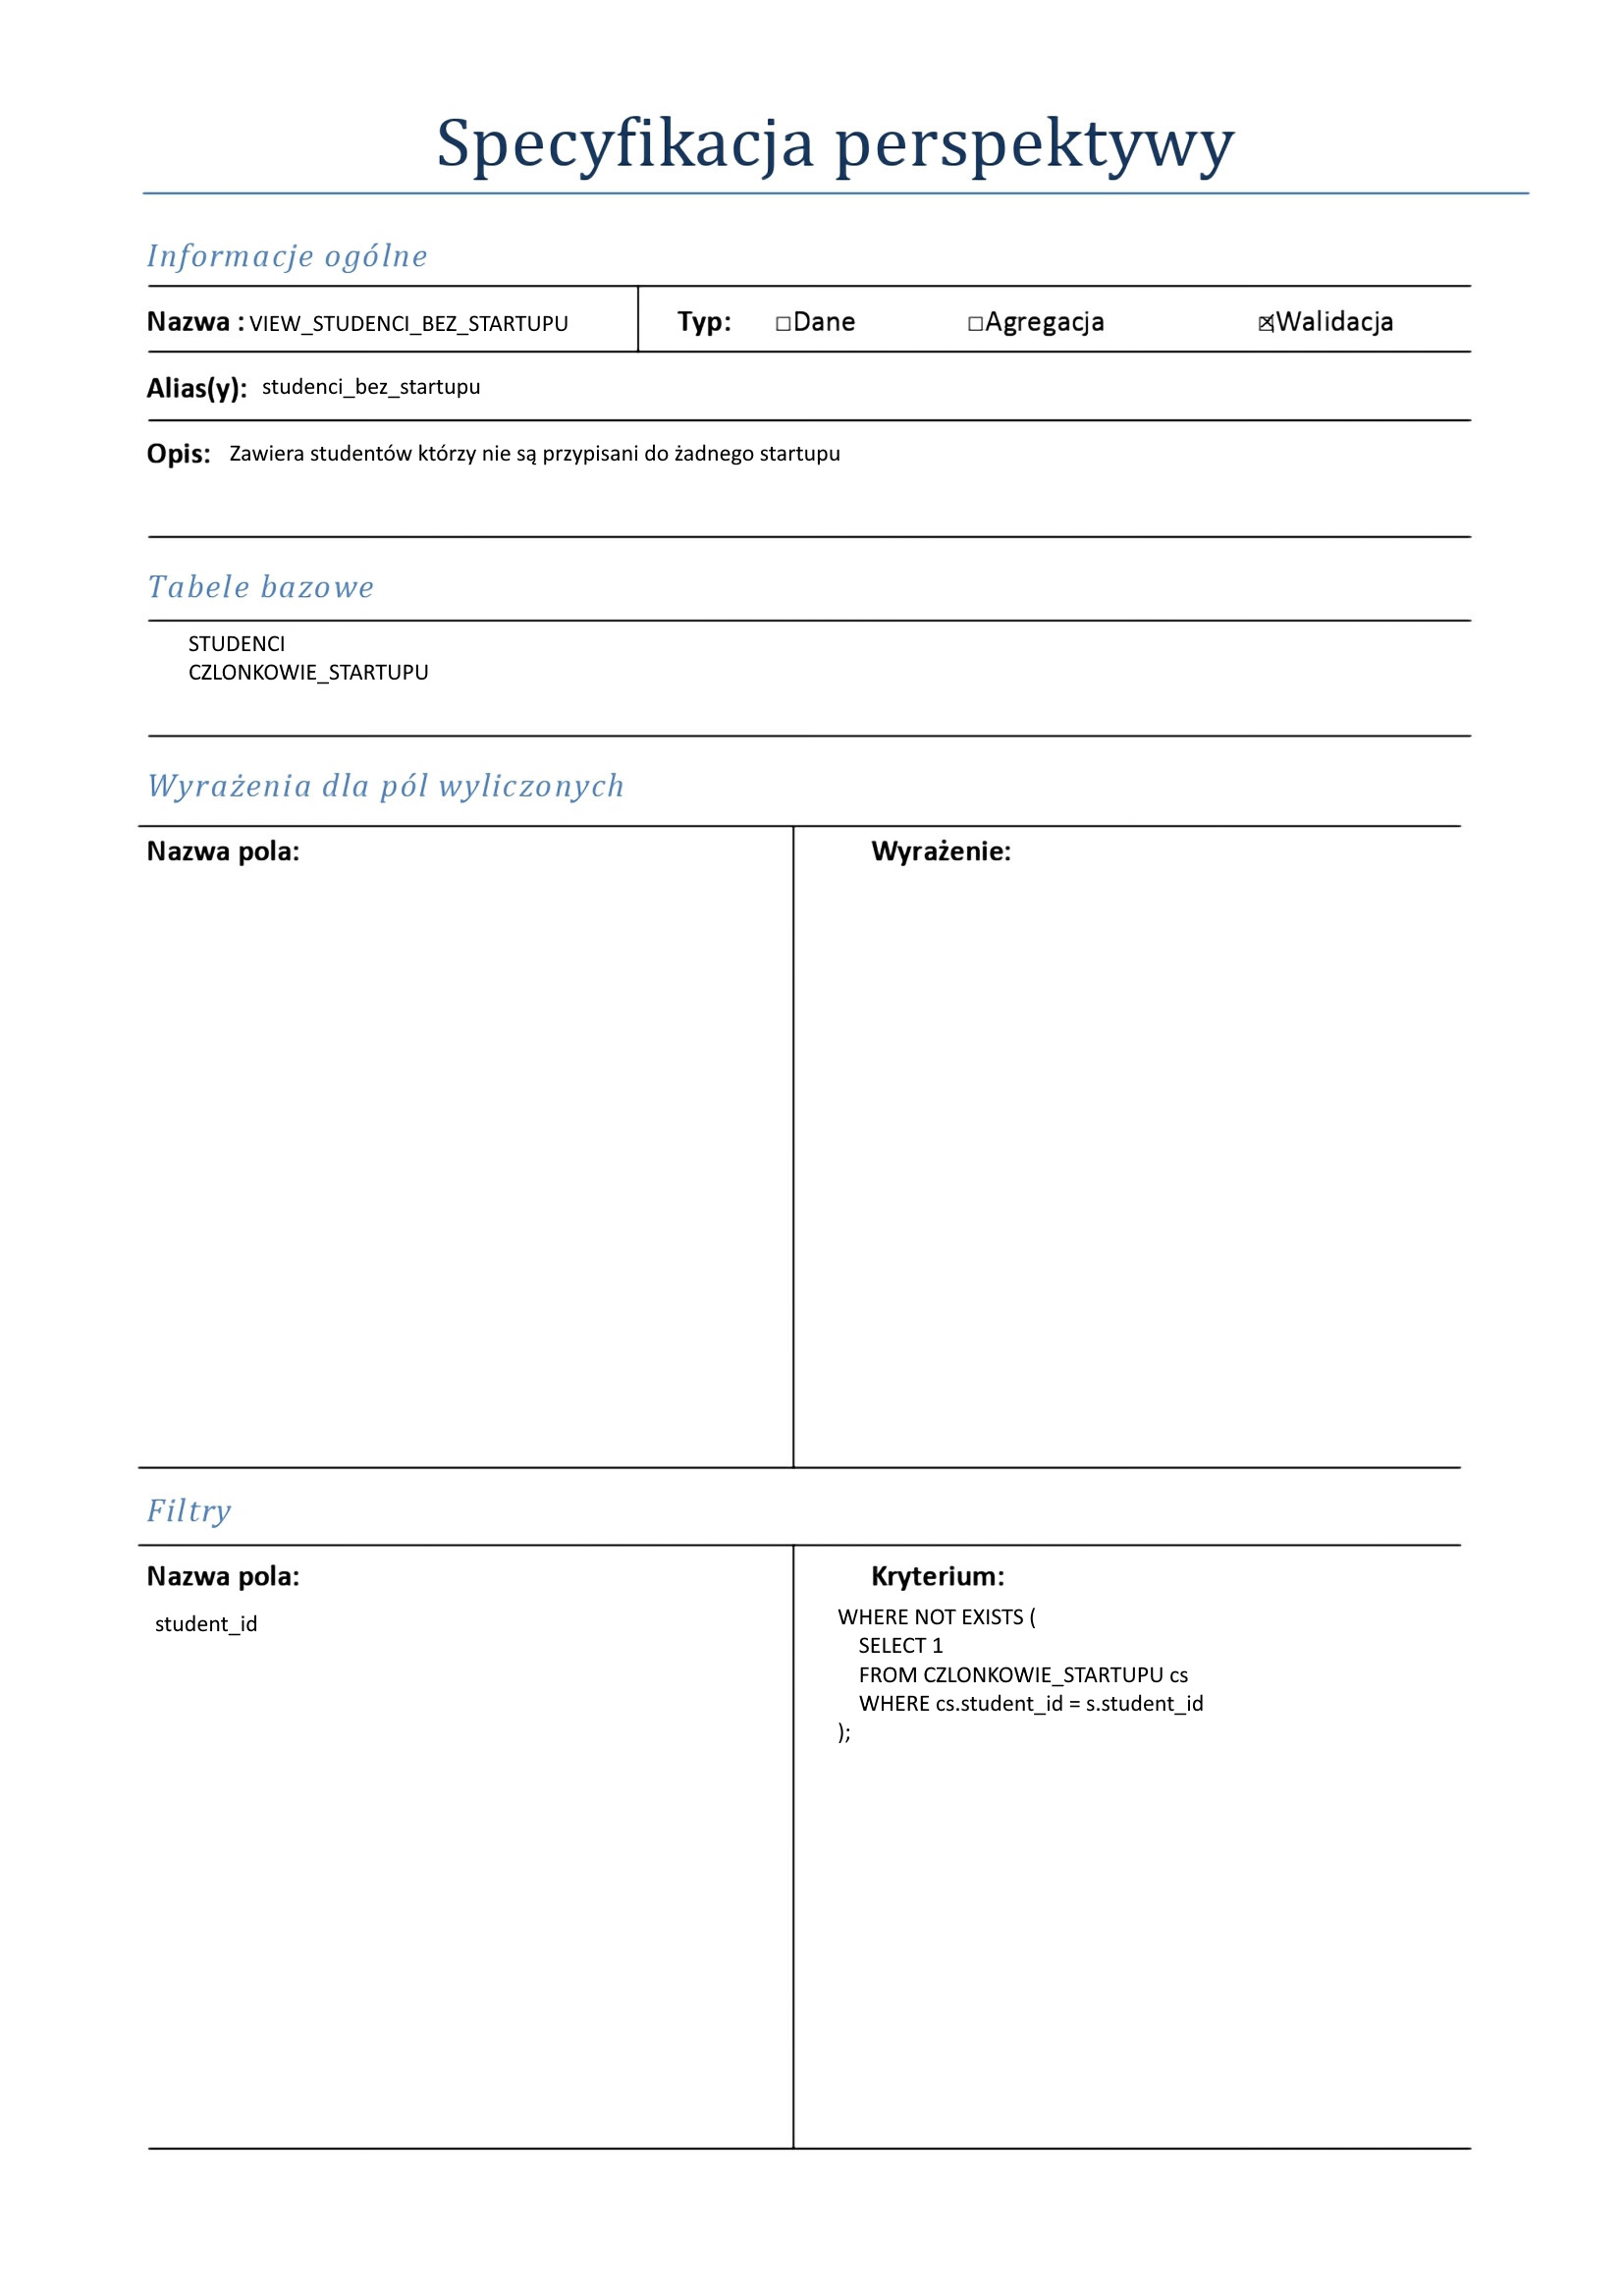 Specyfikacja perspektywy
Informacje ogólne
Nazwa : VIEW_STUDENCI_BEZ_STARTUPU Typ: ☐Dane ☐Agregacja ☒Walidacja
Alias(y): studenci_bez_startupu
Opis: Zawiera studentów którzy nie są przypisani do żadnego startupu
Tabele bazowe
STUDENCI
CZLONKOWIE_STARTUPU
Wyrażenia dla pól wyliczonych
Nazwa pola: Wyrażenie:
Filtry
Nazwa pola: Kryterium:
student_id
WHERE NOT EXISTS (
SELECT 1
FROM CZLONKOWIE_STARTUPU cs
WHERE cs.student_id = s.student_id
);